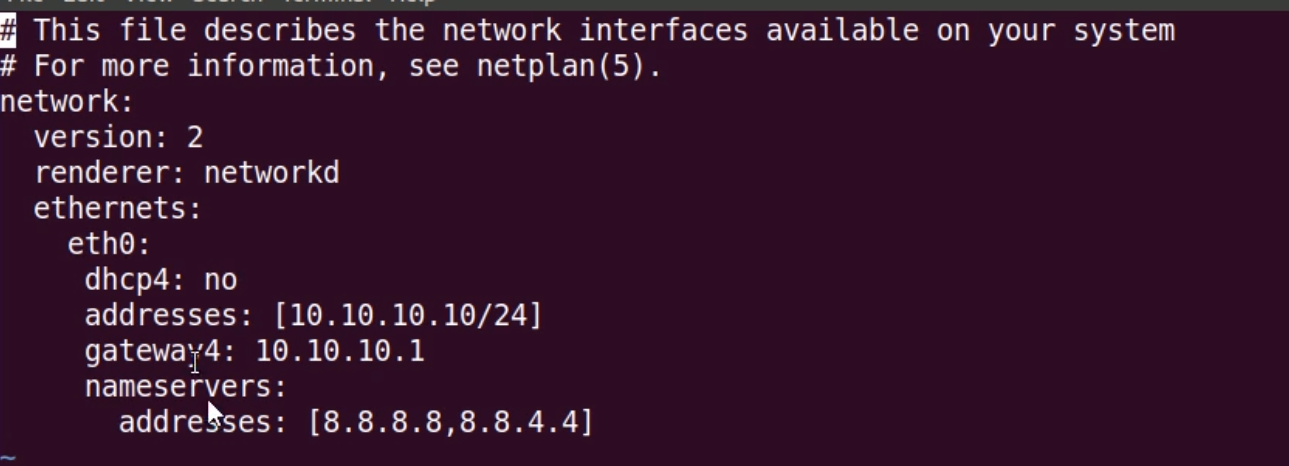 # This file describes the network interfaces available on your system
# For more information, see netplan(5).
network:
  version: 2
  renderer: networkd
  ethernets:
    eth0:
     dhcp4: no
     addresses: [10.10.10.10/24]
     gateway4: 10.10.10.1
     nameservers:
       addresses: [8.8.8.8,8.8.4.4]
~